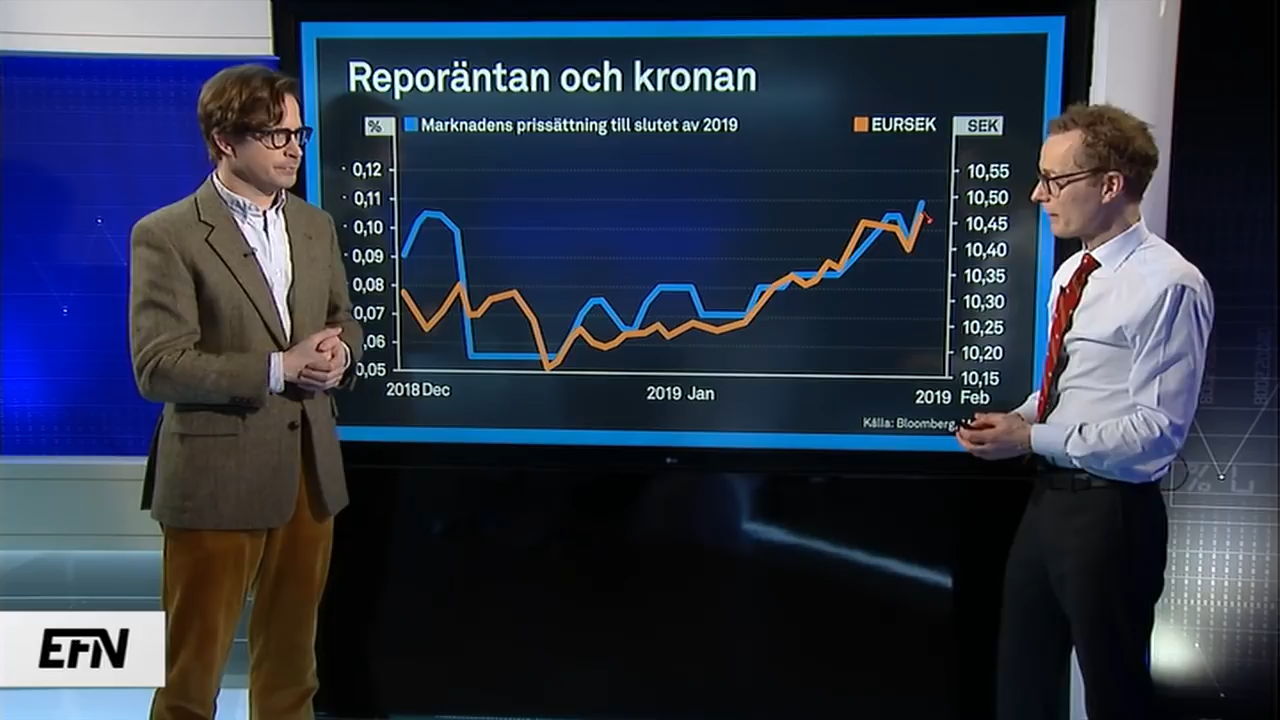 Reporäntan och kronan
% Marknadens prissättning till slutet av 2019 EURSEK SEK
0,12 10,55
0,11 10,50
0,10 10,45
0,09 10,40
0,08 10,35
0,07 10,30
,06 10,25
0,05 10,20
10,15
2018 Dec 2019 Jan 2019 Feb
Källa: Bloomberg,
EFN